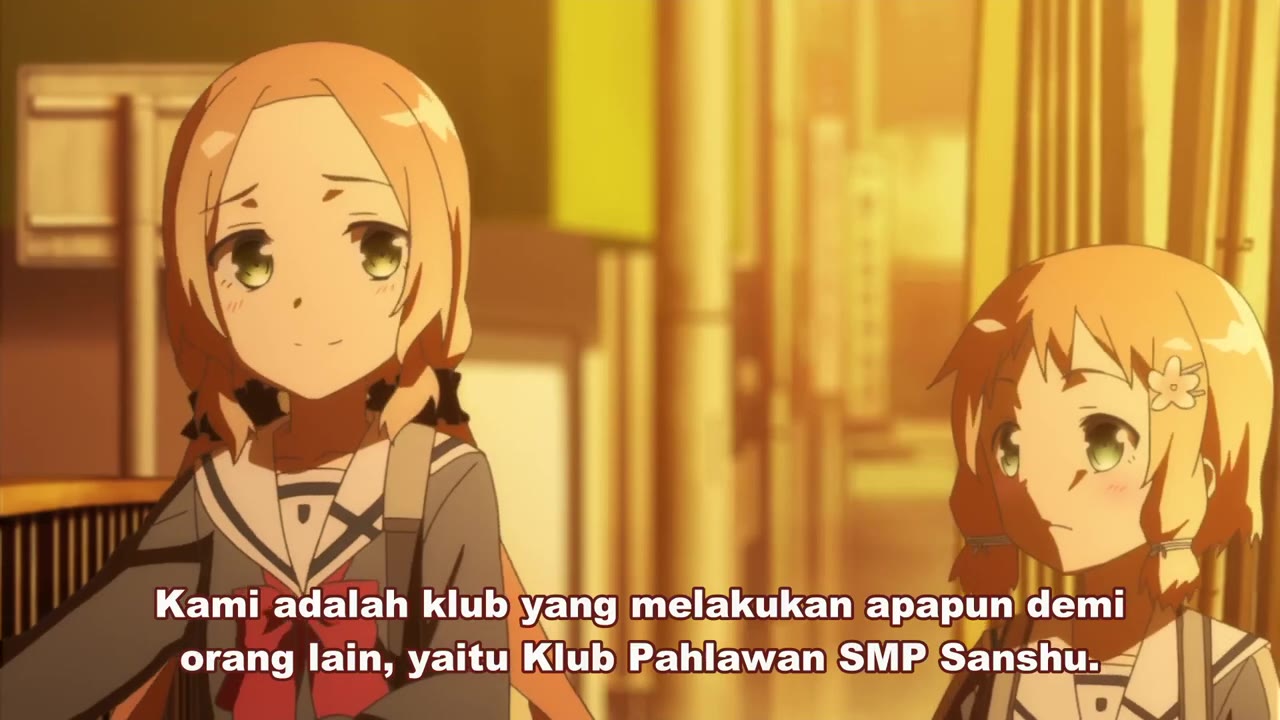 Kami adalah klub yang melakukan apapun demi
orang lain, yaitu Klub Pahlawan SMP Sanshu.